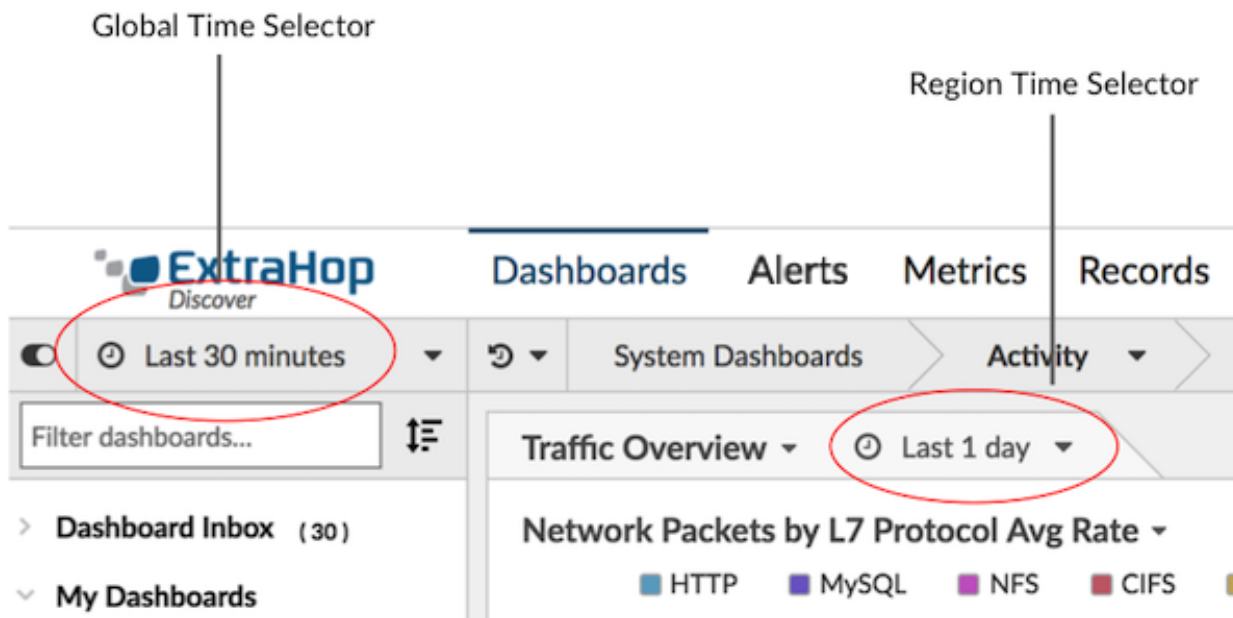 Global Time Selector
Region Time Selector
ExtraHop
Discover
Dashboards Alerts Metrics Records
Last 30 minutes System Dashboards Activity
Filter dashboards...
Traffic Overview Last 1 day
Dashboard Inbox (30)
Network Packets by L7 Protocol Avg Rate
HTTP MySQL NFS CIFS
My Dashboards